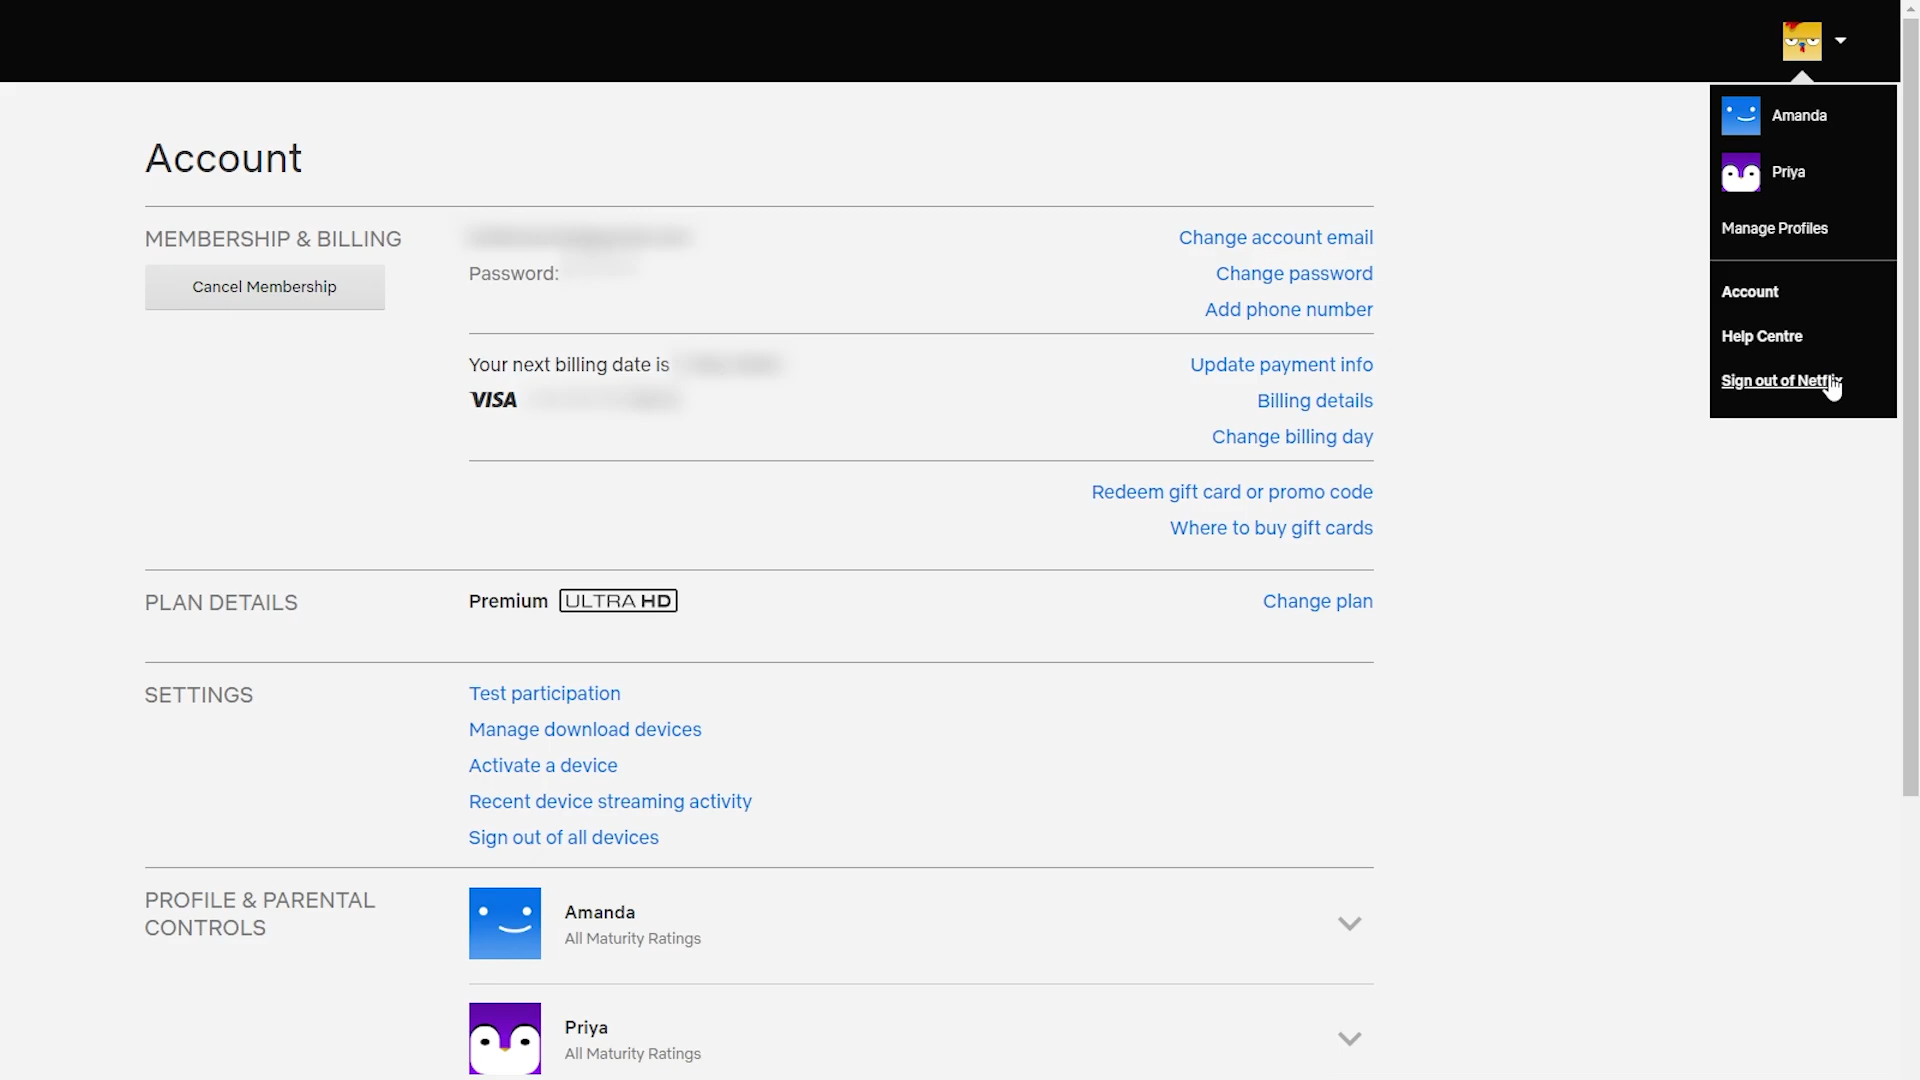 Account
MEMBERSHIP & BILLING
Cancel Membership
Password:
Change account email
Change password
Add phone number
Your next billing date is
VISA
Update payment info
Billing details
Change billing day
Redeem gift card or promo code
Where to buy gift cards
PLAN DETAILS
Premium ULTRA HD
Change plan
SETTINGS
Test participation
Manage download devices
Activate a device
Recent device streaming activity
Sign out of all devices
PROFILE & PARENTAL
CONTROLS
Amanda
All Maturity Ratings
Priya
All Maturity Ratings
Amanda
Priya
Manage Profiles
Account
Help Centre
Sign out of Netflix